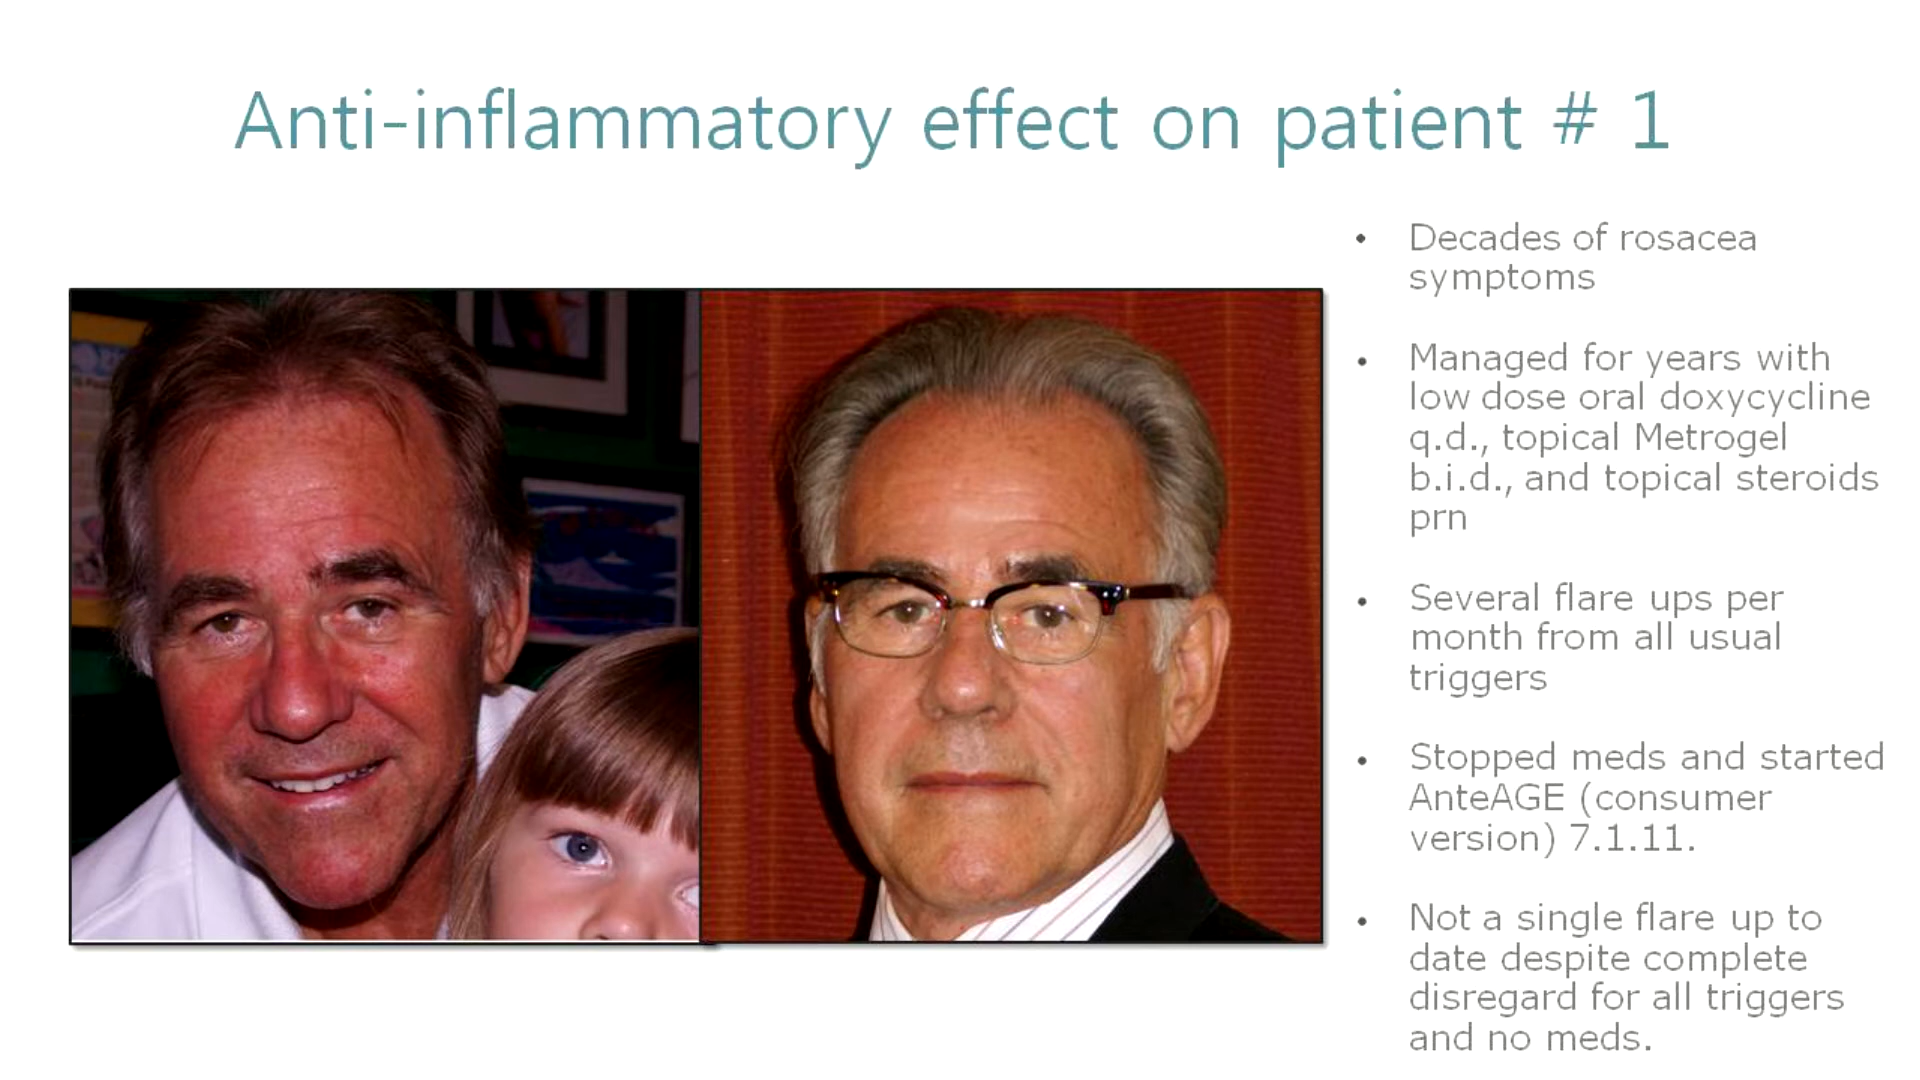 Anti-inflammatory effect on patient # 1
• Decades of rosacea
symptoms
• Managed for years with
low dose oral doxycycline
q.d., topical Metrogel
b.i.d., and topical steroids
prn
• Several flare ups per
month from all usual
triggers
• Stopped meds and started
AnteAGE (consumer
version) 7.1.11.
• Not a single flare up to
date despite complete
disregard for all triggers
and no meds.